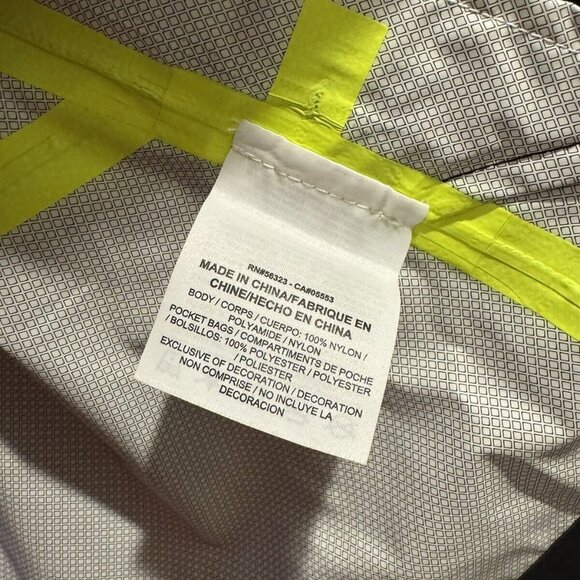 RN#56323 - CA#05553
MADE IN CHINA/FABRIQUE EN
CHINE/HECHO EN CHINA
BODY / CORPS / CUERPO: 100% NYLON /
POLYAMIDE / NYLON
POCKET BAGS / COMPARTIMENTS DE POCHE
/ BOLSILLOS: 100% POLYESTER / POLYESTER
/ POLIESTER
EXCLUSIVE OF DECORATION / DECORATION
NON COMPRISE / NO INCLUYE LA
DECORACION